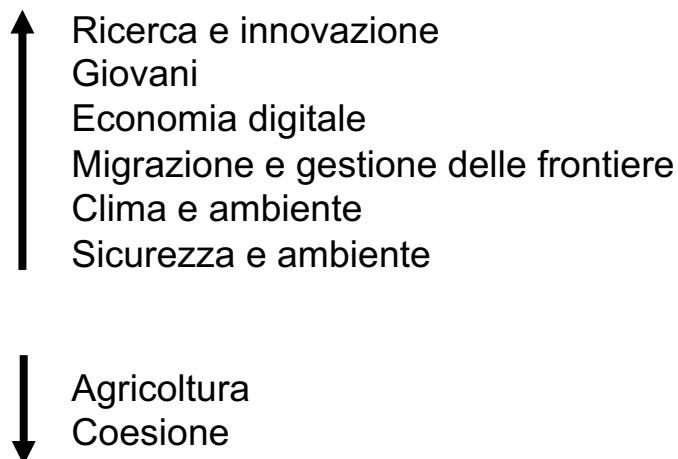 Ricerca e innovazione
Giovani
Economia digitale
Migrazione e gestione delle frontiere
Clima e ambiente
Sicurezza e ambiente
Agricoltura
Coesione